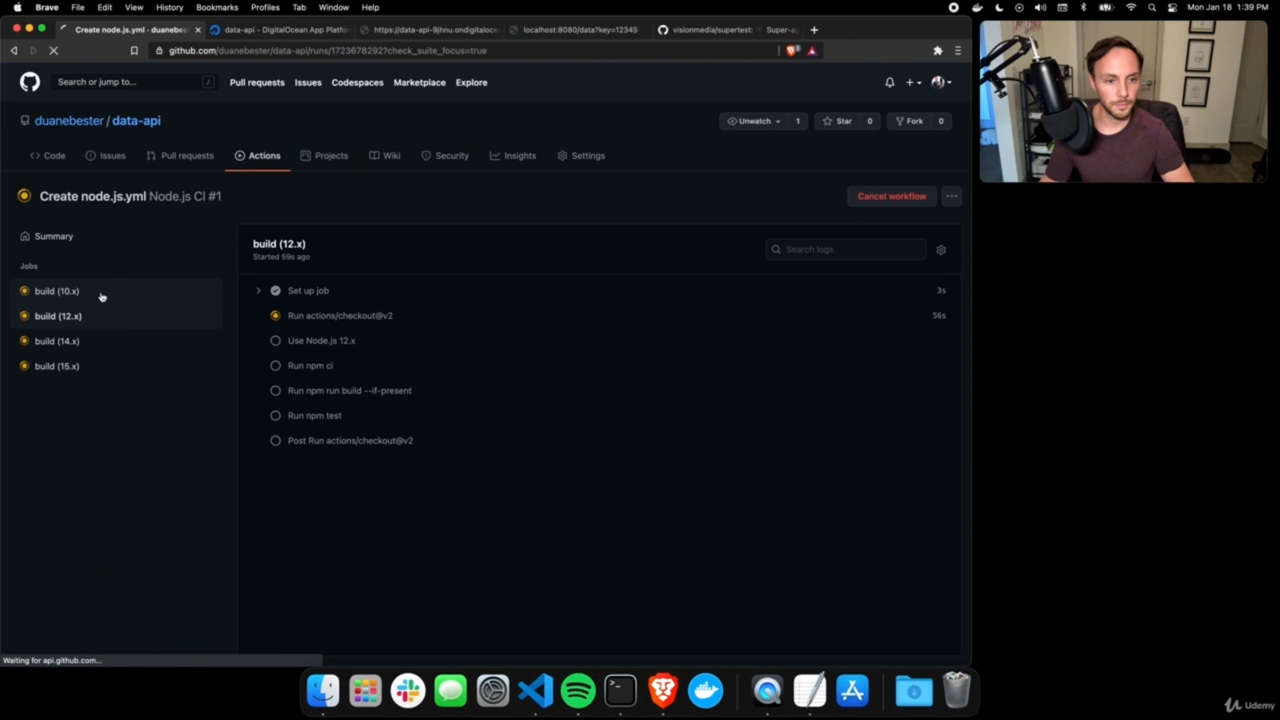 Brave File Edit View History Bookmarks Profiles Tab Window Help Mon Jan 18 1:39 PM
Create node.js.yml · duanebes data-api - DigitalOcean App Platfor https://data-api-9jhnu.ondigitaloce localhost:8080/data?key=12345 visionmedia/supertest: Super-a
github.com/duanebester/data-api/runs/1723678292?check_suite_focus=true
Search or jump to... / Pull requests Issues Codespaces Marketplace Explore
duanebester / data-api Unwatch 1 Star 0 Fork 0
Code Issues Pull requests Actions Projects Wiki Security Insights Settings
Create node.js.yml Node.js CI #1 Cancel workflow ...
Summary
build (12.x) Search logs
Started 59s ago
Jobs
build (10.x)
build (12.x)
build (14.x)
build (15.x)
Set up job 3s
Run actions/checkout@v2 56s
Use Node.js 12.x
Run npm ci
Run npm run build --if-present
Run npm test
Post Run actions/checkout@v2
Waiting for api.github.com...
Udemy